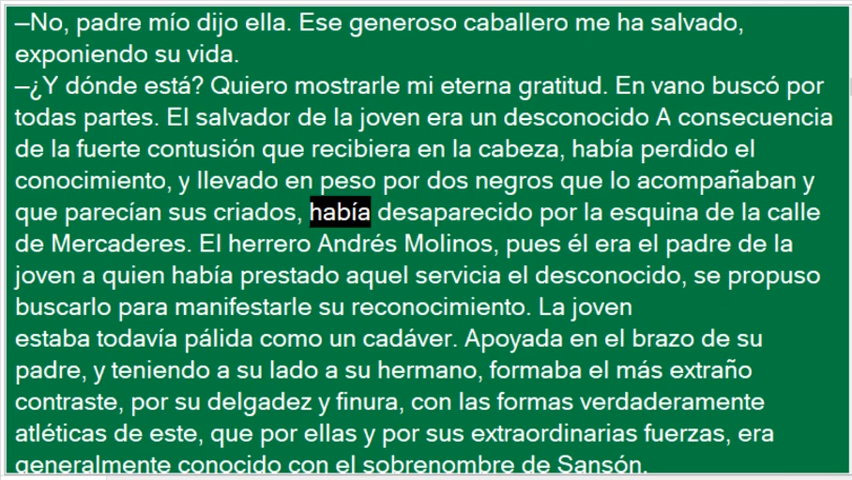 —No, padre mío dijo ella. Ese generoso caballero me ha salvado,
exponiendo su vida.
—¿Y dónde está? Quiero mostrarle mi eterna gratitud. En vano buscó por
todas partes. El salvador de la joven era un desconocido A consecuencia
de la fuerte contusión que recibiera en la cabeza, había perdido el
conocimiento, y llevado en peso por dos negros que lo acompañaban y
que parecían sus criados, había desaparecido por la esquina de la calle
de Mercaderes. El herrero Andrés Molinos, pues él era el padre de la
joven a quien había prestado aquel servicia el desconocido, se propuso
buscarlo para manifestarle su reconocimiento. La joven
estaba todavía pálida como un cadáver. Apoyada en el brazo de su
padre, y teniendo a su lado a su hermano, formaba el más extraño
contraste, por su delgadez y finura, con las formas verdaderamente
atléticas de este, que por ellas y por sus extraordinarias fuerzas, era
generalmente conocido con el sobrenombre de Sansón.